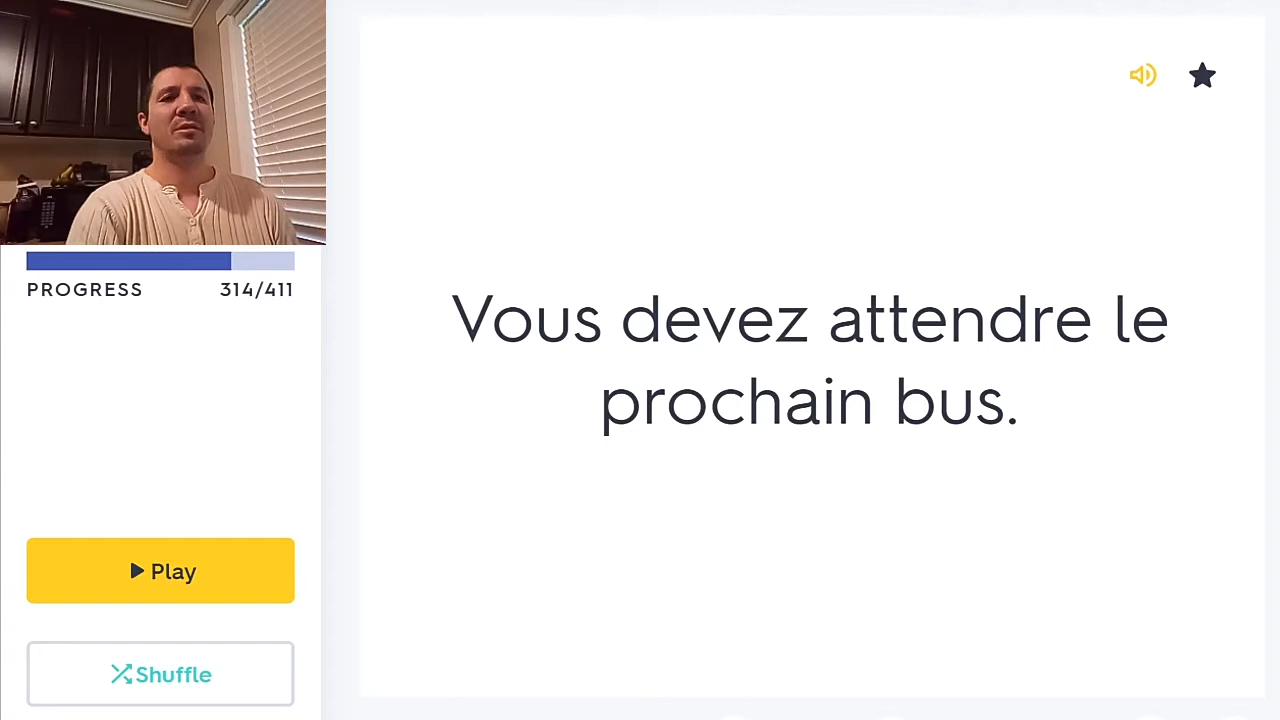 PROGRESS 314/411
Play
Shuffle
Vous devez attendre le
prochain bus.